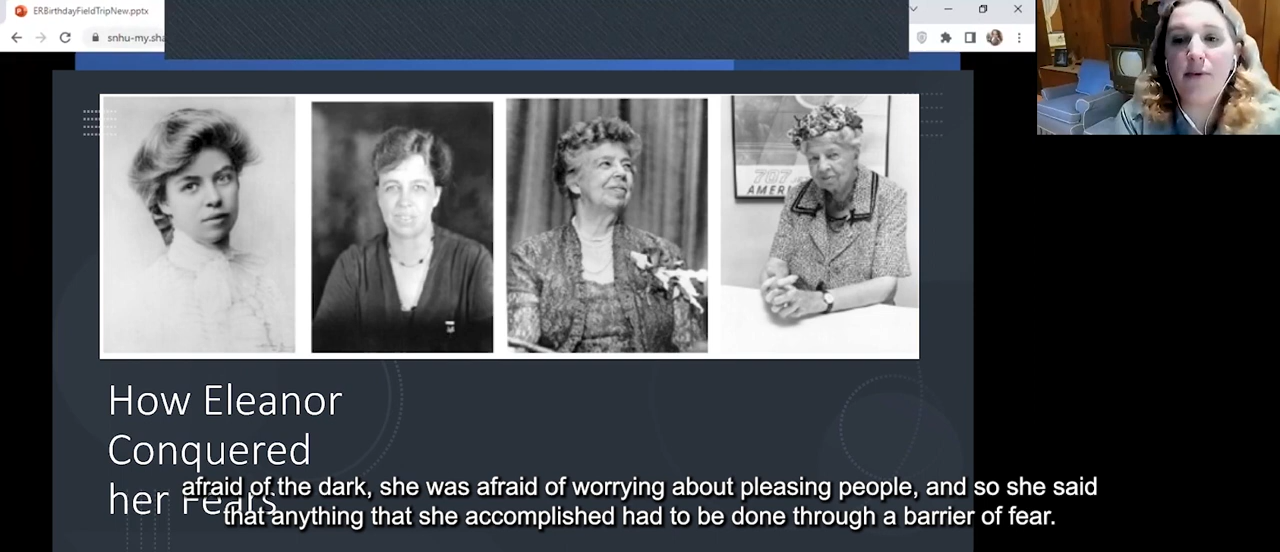 ERBirthdayFieldTripNew.pptx
snhu-my.sha
707
AMERI
How Eleanor
Conquered
her Fears
afraid of the dark, she was afraid of worrying about pleasing people, and so she said
that anything that she accomplished had to be done through a barrier of fear.